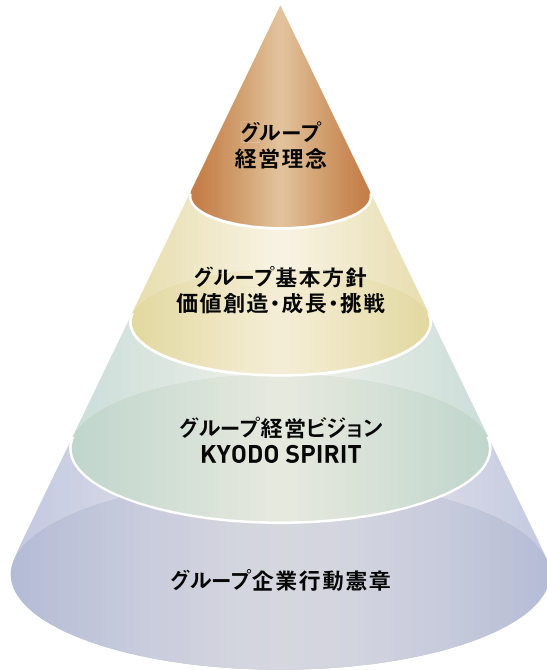 グループ
経営理念
グループ基本方針
価値創造・成長・挑戦
グループ経営ビジョン
KYODO SPIRIT
グループ企業行動憲章